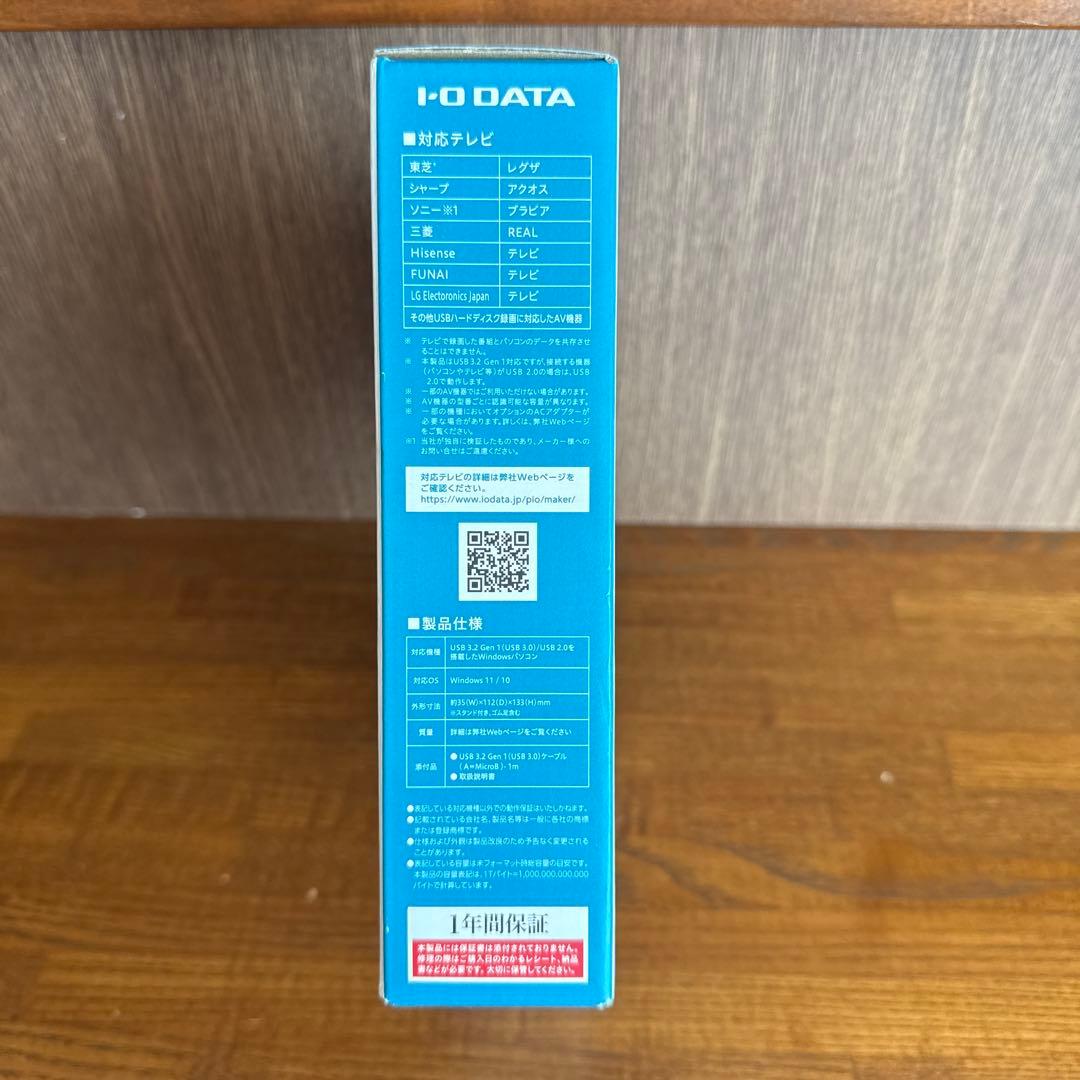 I-O DATA
■対応テレビ
東芝* レグザ
シャープ アクオス
ソニー※1 ブラビア
三菱 REAL
Hisense テレビ
FUNAI テレビ
LG Electoronics Japan テレビ
その他USBハードディスク録画に対応したAV機器
※ テレビで録画した番組とパソコンのデータを共存させ
ることはできません。
※ 本製品はUSB 3.2 Gen 1対応ですが、接続する機器
(パソコンやテレビ等)がUSB 2.0の場合は、USB
2.0で動作します。
※ 一部のAV機器ではご利用いただけない場合があります。
※ AV機器の型番ごとに認識可能な容量が異なります。
※ 一部の機種においてオプションのACアダプターが
必要な場合があります。詳しくは、弊社Webページ
をご覧ください。
※1 当社が独自に検証したものであり、メーカー様への
お問い合せはご遠慮ください。
対応テレビの詳細は弊社Webページを
ご確認ください。
https://www.iodata.jp/pio/maker/
■製品仕様
対応機種 USB 3.2 Gen 1(USB 3.0)/USB 2.0を
搭載したWindowsパソコン
対応OS Windows 11 / 10
外形寸法 約35(W)×112(D)×133(H)mm
※スタンド付き、ゴム足含む
質量 詳細は弊社Webページをご覧ください
添付品 ●USB 3.2 Gen 1(USB 3.0)ケーブル
(A⇔MicroB)- 1m
●取扱説明書
●表記している対応機種以外での動作保証はいたしかねます。
●記載されている会社名、製品名等は一般に各社の商標
または登録商標です。
●仕様および外観は製品改良のため予告なく変更される
ことがあります。
●表記している容量は未フォーマット時総容量の目安です。
本製品の容量表記は、1Tバイト=1,000,000,000,000
バイトで計算しています。
1年間保証
本製品には保証書は添付されておりません。
修理の際はご購入日のわかるレシート、納品
書などが必要です。大切に保管してください。